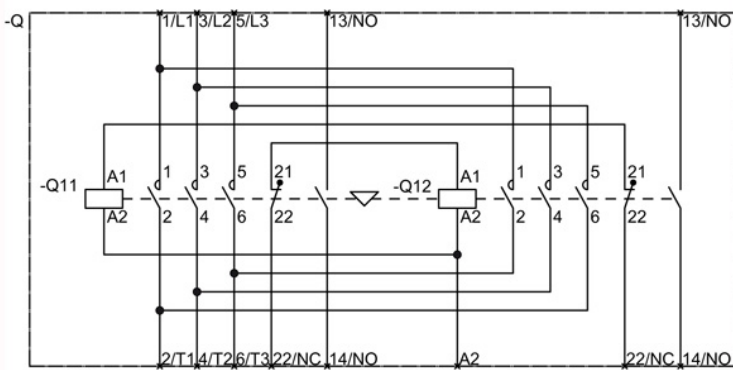 -Q 1/L1 3/L2 5/L3 13/NO 13/NO
A1 1 3 5 21 A1 1 3 5 21
-Q11 -Q12
A2 2 4 6 22 A2 2 4 6 22
2/T1 4/T2 6/T3 22/NC 14/NO A2 22/NC 14/NO